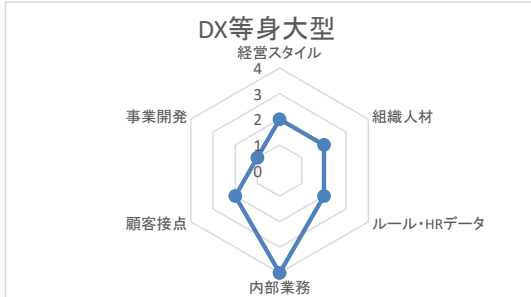 DX等身大型
経営スタイル
4
3
2
1
0
組織人材
ルール・HRデータ
内部業務
顧客接点
事業開発